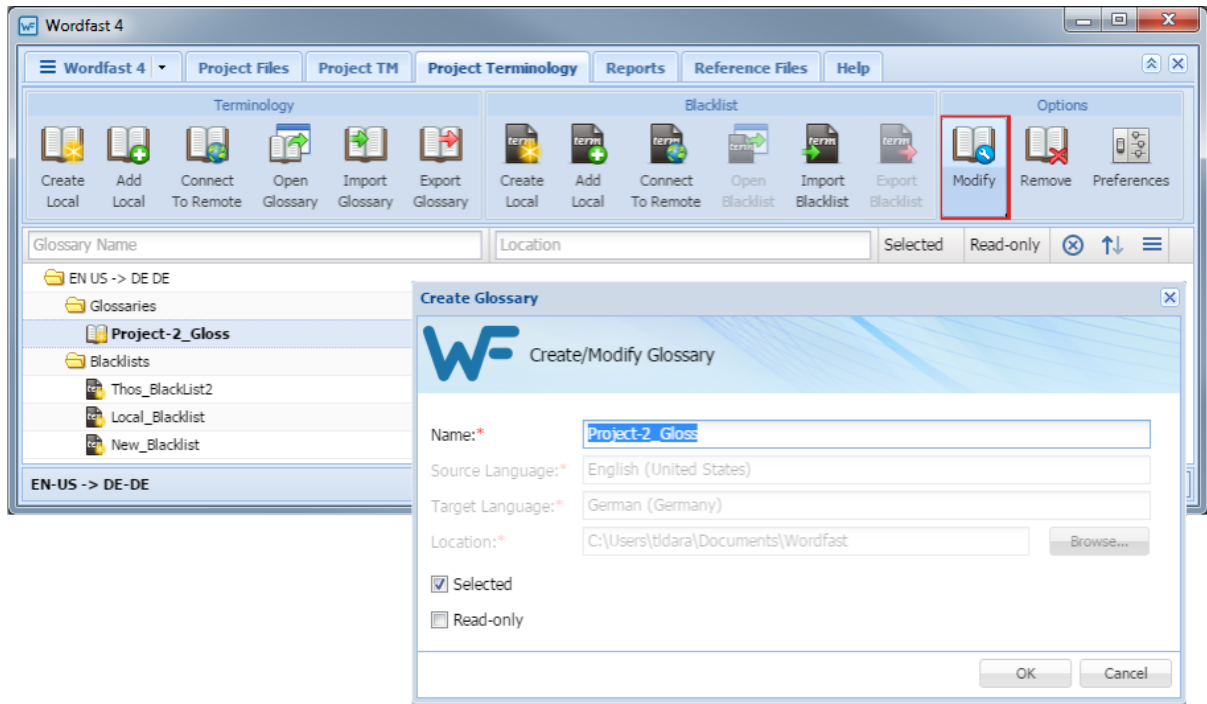 Wordfast 4
Wordfast 4 Project Files Project TM Project Terminology Reports Reference Files Help
Terminology Blacklist Options
Create Local Add Local Connect To Remote Open Glossary Import Glossary Export Glossary Create Local Add Local Connect To Remote Open Blacklist Import Blacklist Export Blacklist Modify Remove Preferences
Glossary Name Location Selected Read-only
EN US -> DE DE
Glossaries
Project-2_Gloss
Blacklists
Thos_BlackList2
Local_Blacklist
New_Blacklist
EN-US -> DE-DE
Create Glossary
WF Create/Modify Glossary
Name:* Project-2_Gloss
Source Language:* English (United States)
Target Language:* German (Germany)
Location:* C:\Users\tldara\Documents\Wordfast Browse...
Selected
Read-only
OK Cancel